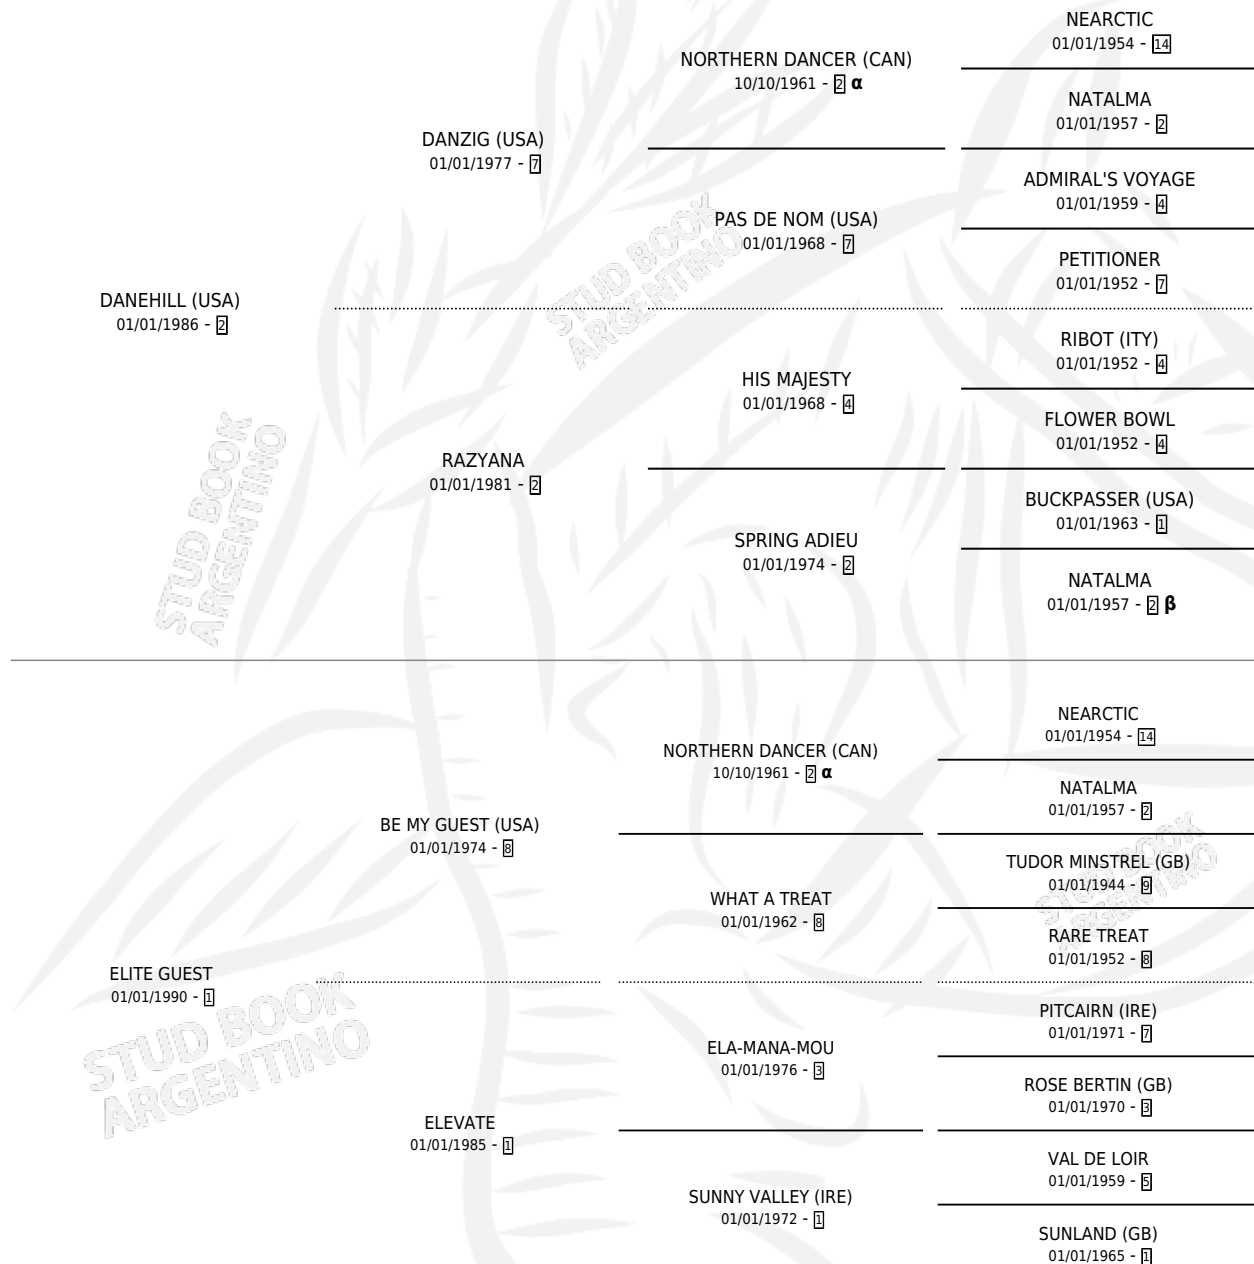 NEARCTIC
01/01/1954 - 14
NORTHERN DANCER (CAN)
10/10/1961 - 2 α
NATALMA
01/01/1957 - 2
DANZIG (USA)
01/01/1977 - 7
ADMIRAL'S VOYAGE
01/01/1959 - 4
PAS DE NOM (USA)
01/01/1968 - 7
PETITIONER
01/01/1952 - 7
DANEHILL (USA)
01/01/1986 - 2
STUD BOOK
ARGENTINO
RIBOT (ITY)
01/01/1952 - 4
HIS MAJESTY
01/01/1968 - 4
FLOWER BOWL
01/01/1952 - 4
RAZYANA
01/01/1981 - 2
STUD BOOK
ARGENTINO
BUCKPASSER (USA)
01/01/1963 - 1
SPRING ADIEU
01/01/1974 - 2
NATALMA
01/01/1957 - 2 β
NEARCTIC
01/01/1954 - 14
NORTHERN DANCER (CAN)
10/10/1961 - 2 α
NATALMA
01/01/1957 - 2
BE MY GUEST (USA)
01/01/1974 - 8
TUDOR MINSTREL (GB)
01/01/1944 - 9
STUD BOOK
ARGENTINO
WHAT A TREAT
01/01/1962 - 8
RARE TREAT
01/01/1952 - 8
ELITE GUEST
01/01/1990 - 1
STUD BOOK
ARGENTINO
PITCAIRN (IRE)
01/01/1971 - 7
ELA-MANA-MOU
01/01/1976 - 3
ROSE BERTIN (GB)
01/01/1970 - 3
ELEVATE
01/01/1985 - 1
VAL DE LOIR
01/01/1959 - 5
SUNNY VALLEY (IRE)
01/01/1972 - 1
SUNLAND (GB)
01/01/1965 - 1